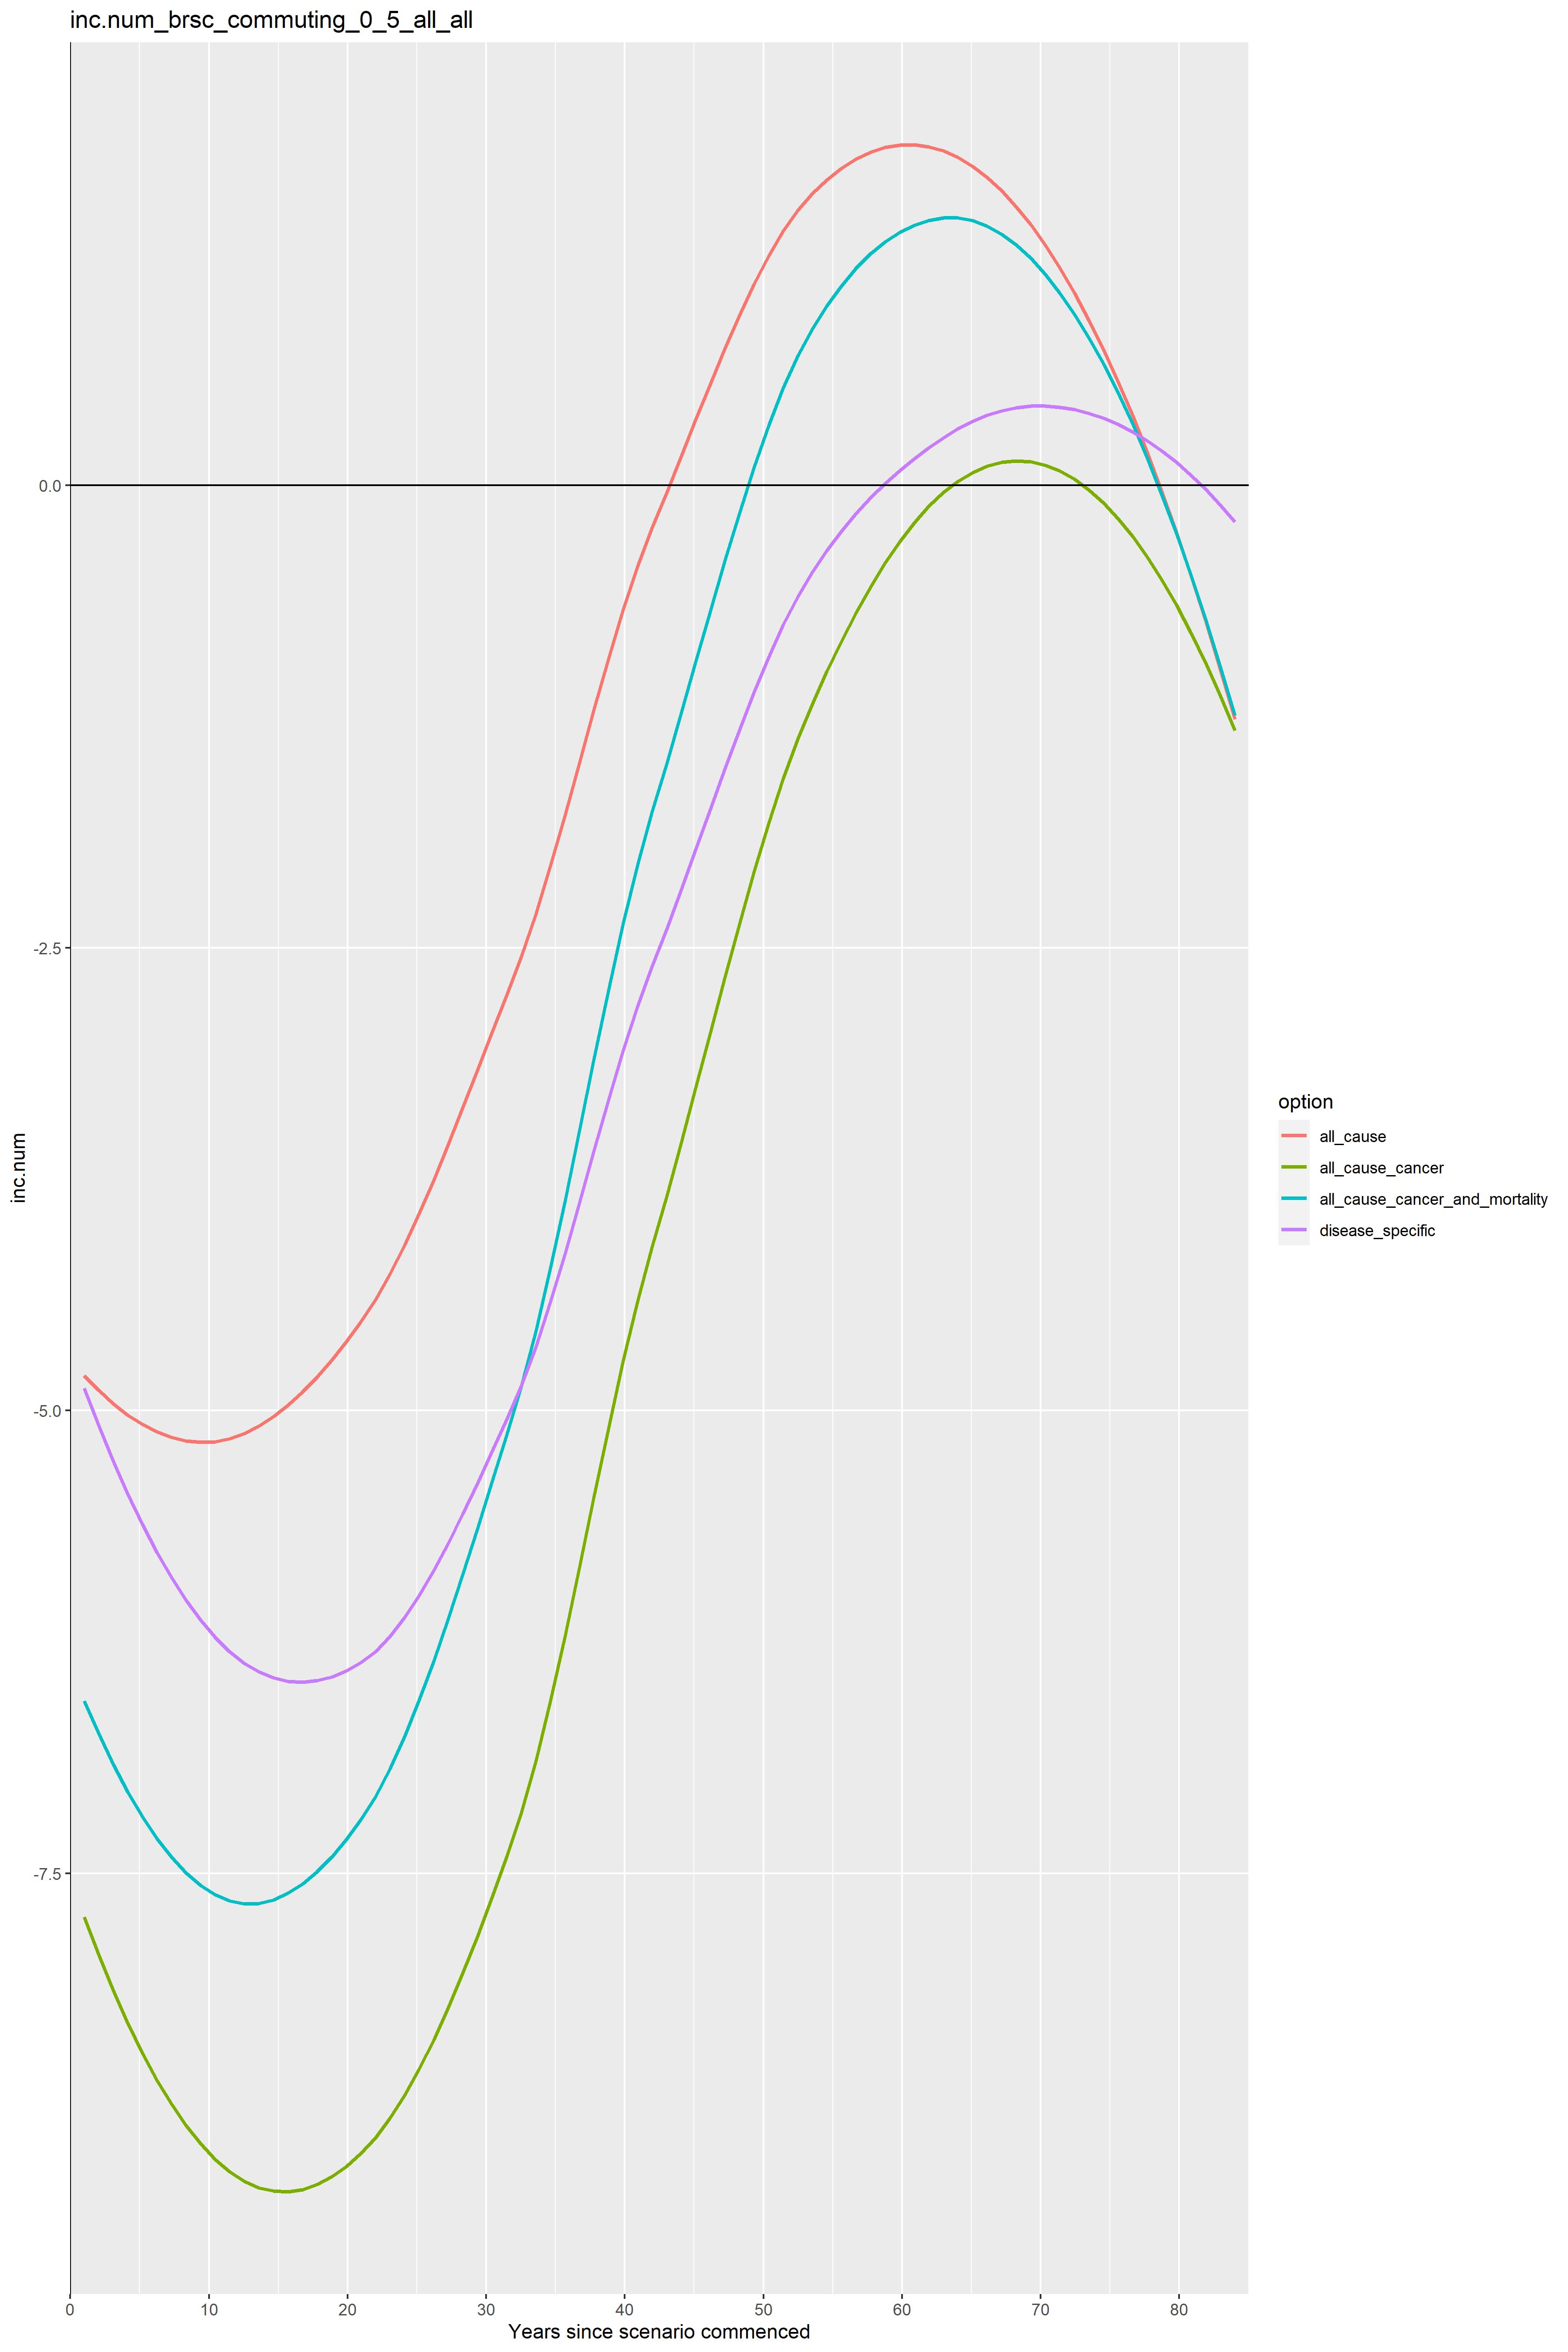 inc.num_brsc_commuting_0_5_all_all
0.0
-2.5
-5.0
-7.5
inc.num
0 10 20 30 40 50 60 70 80
Years since scenario commenced
option
all_cause
all_cause_cancer
all_cause_cancer_and_mortality
disease_specific